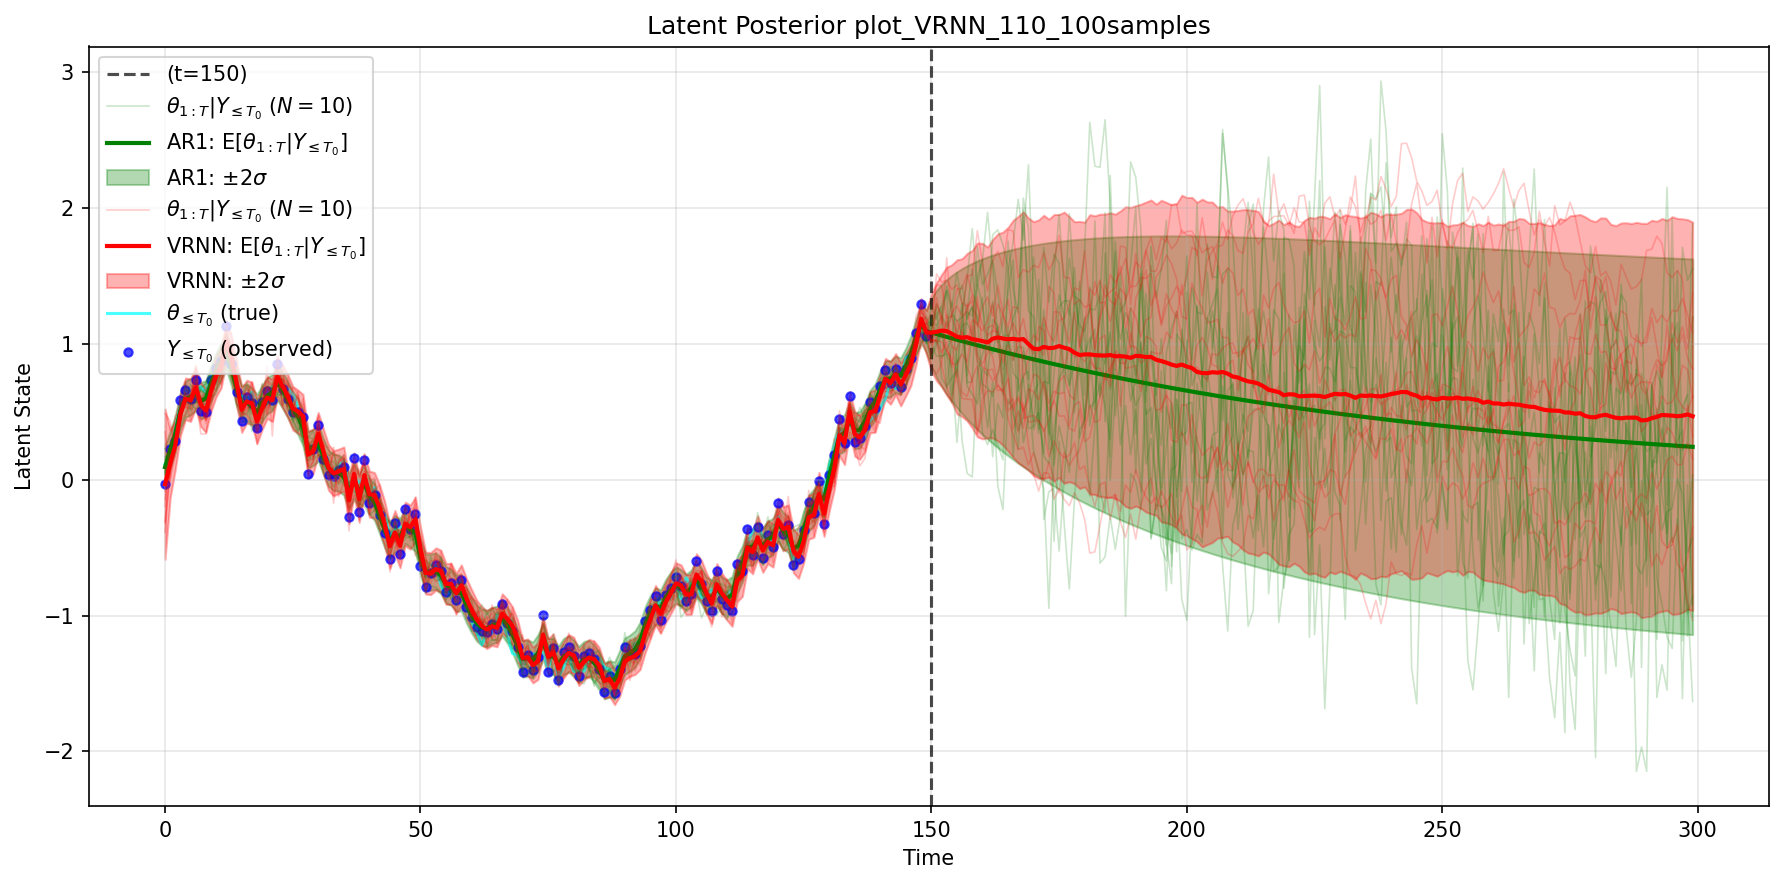 Latent Posterior plot_VRNN_110_100samples
(t=150)
θ₁:T|Y≤T₀ (N = 10)
AR1: E[θ₁:T|Y≤T₀]
AR1: ±2σ
θ₁:T|Y≤T₀ (N = 10)
VRNN: E[θ₁:T|Y≤T₀]
VRNN: ±2σ
θ≤T₀ (true)
Y≤T₀ (observed)
Latent State
3
2
1
0
−1
−2
0 50 100 150 200 250 300
Time